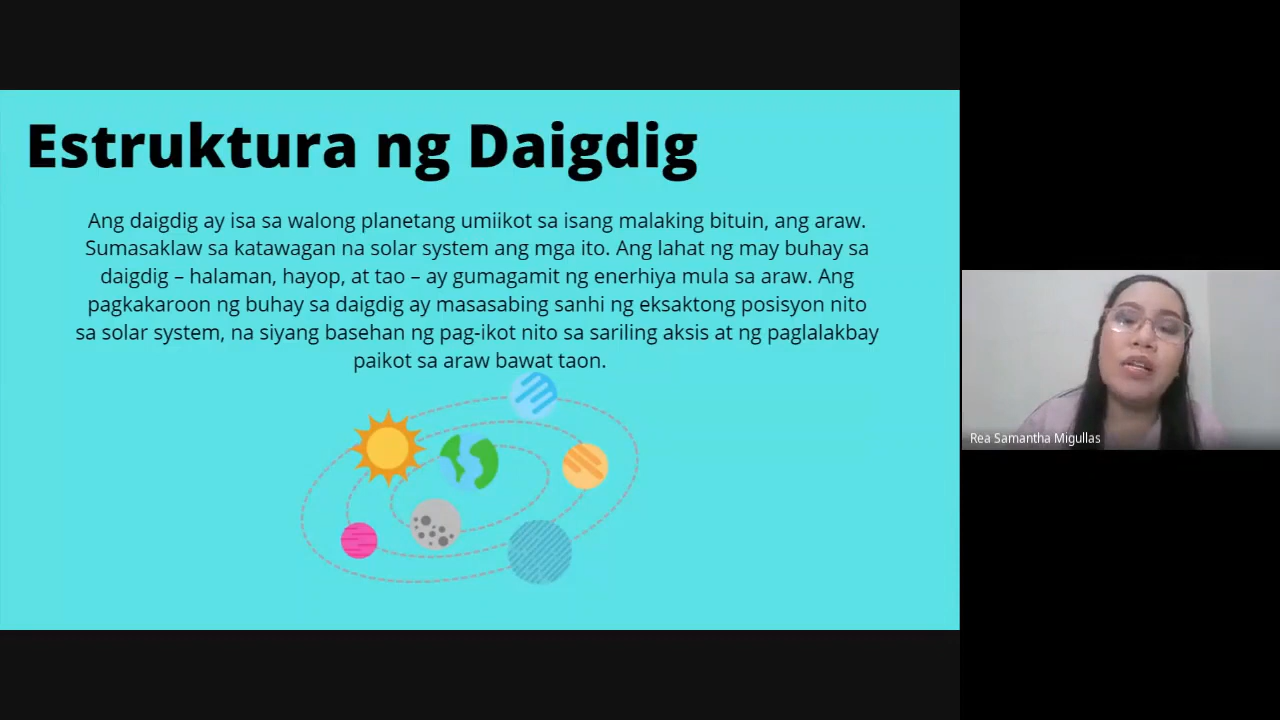 Estruktura ng Daigdig
Ang daigdig ay isa sa walong planetang umiikot sa isang malaking bituin, ang araw.
Sumasaklaw sa katawagan na solar system ang mga ito. Ang lahat ng may buhay sa
daigdig – halaman, hayop, at tao – ay gumagamit ng enerhiya mula sa araw. Ang
pagkakaroon ng buhay sa daigdig ay masasabing sanhi ng eksaktong posisyon nito
sa solar system, na siyang basehan ng pag-ikot nito sa sariling aksis at ng paglalakbay
paikot sa araw bawat taon.
Rea Samantha Migullas